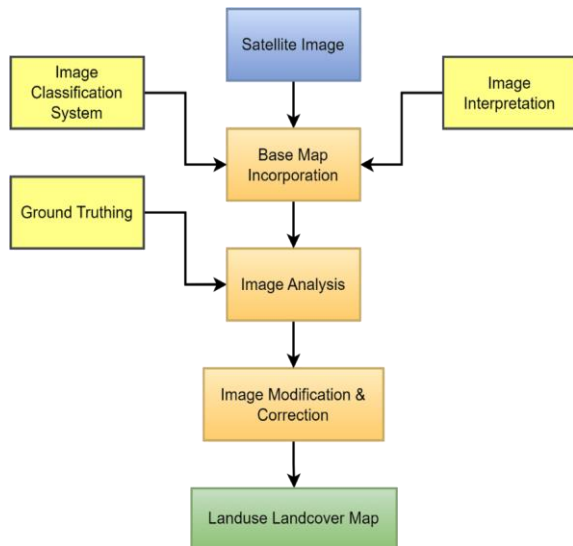 Satellite Image
Image
Classification
System
Image
Interpretation
Base Map
Incorporation
Ground Truthing
Image Analysis
Image Modification &
Correction
Landuse Landcover Map